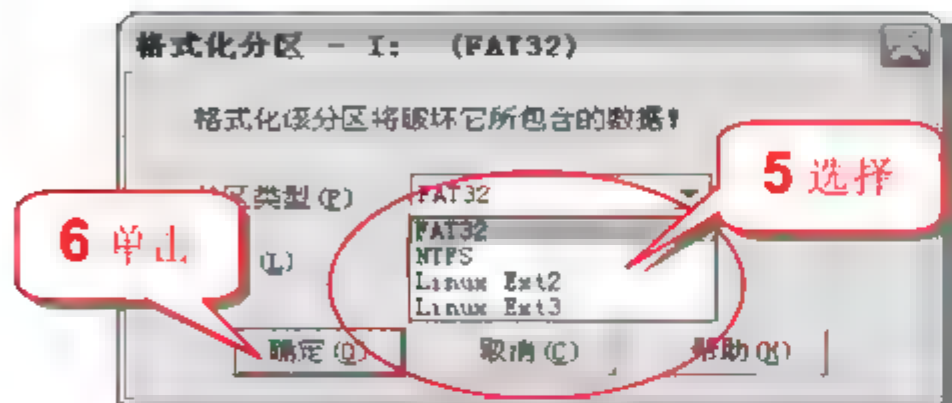 格式化分区 - I: (FAT32)
格式化该分区将破坏它所包含的数据!
5 选择
区类型(P) FAT32
FAT32
6 单击
(L)
NTFS
Linux Ext2
Linux Ext3
确定(O) 取消(C) 帮助(H)